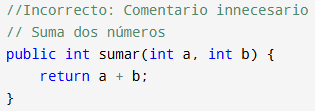 //Incorrecto: Comentario innecesario
// Suma dos números
public int sumar(int a, int b) {
    return a + b;
}